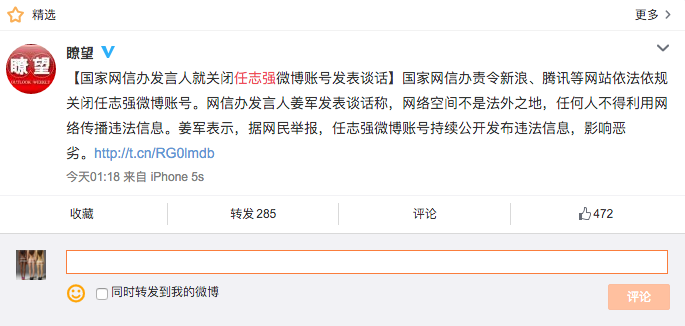 精选
更多
瞭望
OUTLOOK WEEKLY
瞭望
【国家网信办发言人就关闭任志强微博账号发表谈话】国家网信办责令新浪、腾讯等网站依法依规
关闭任志强微博账号。网信办发言人姜军发表谈话称，网络空间不是法外之地，任何人不得利用网
络传播违法信息。姜军表示，据网民举报，任志强微博账号持续公开发布违法信息，影响恶
劣。http://t.cn/RG0lmdb
今天01:18 来自 iPhone 5s
收藏
转发 285
评论
472
同时转发到我的微博
评论